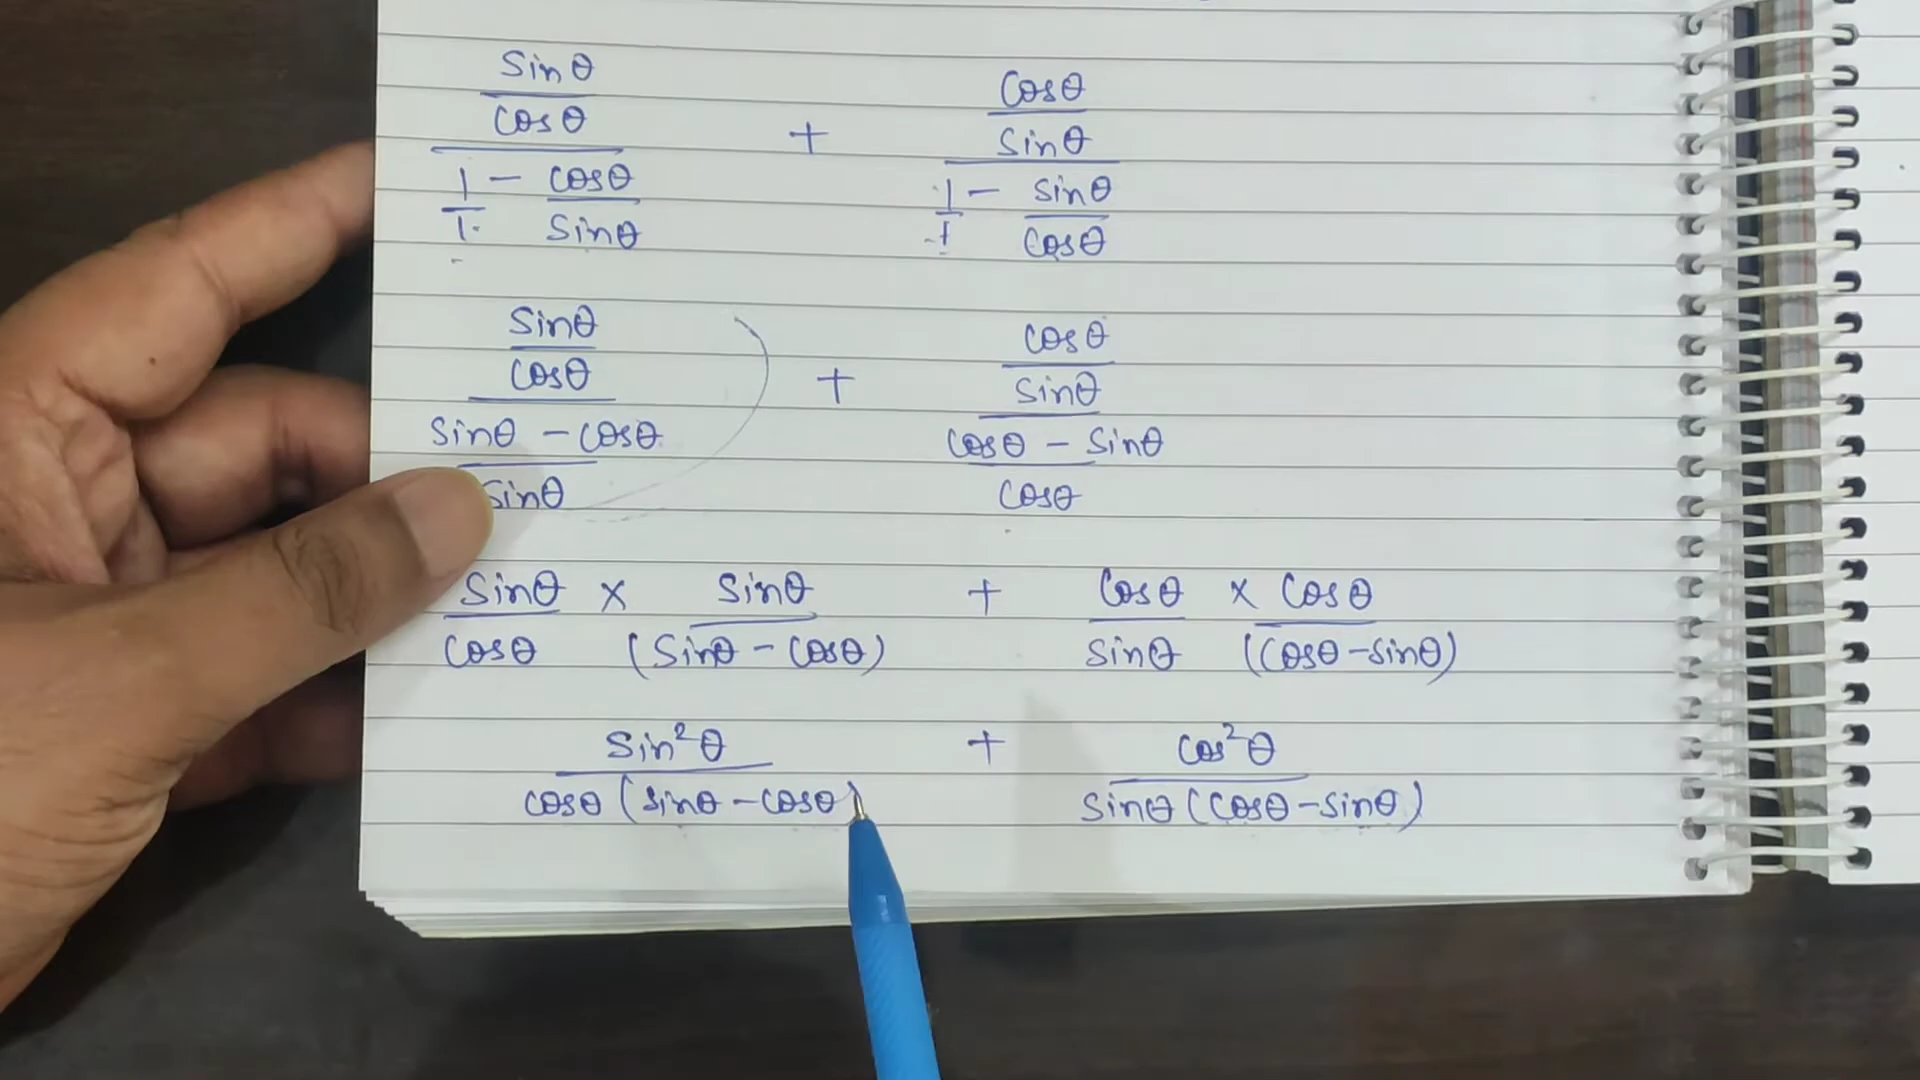 Sinθ + Cosθ
Cosθ Sinθ
1 - Cosθ 1 - Sinθ
1 Sinθ 1 Cosθ
Sinθ + Cosθ
Cosθ Sinθ
Sinθ - Cosθ Cosθ - Sinθ
Sinθ Cosθ
Sinθ × Sinθ + Cosθ × Cosθ
Cosθ (Sinθ - Cosθ) Sinθ (Cosθ - Sinθ)
Sin²θ + Cos²θ
Cosθ (Sinθ - Cosθ) Sinθ (Cosθ - Sinθ)